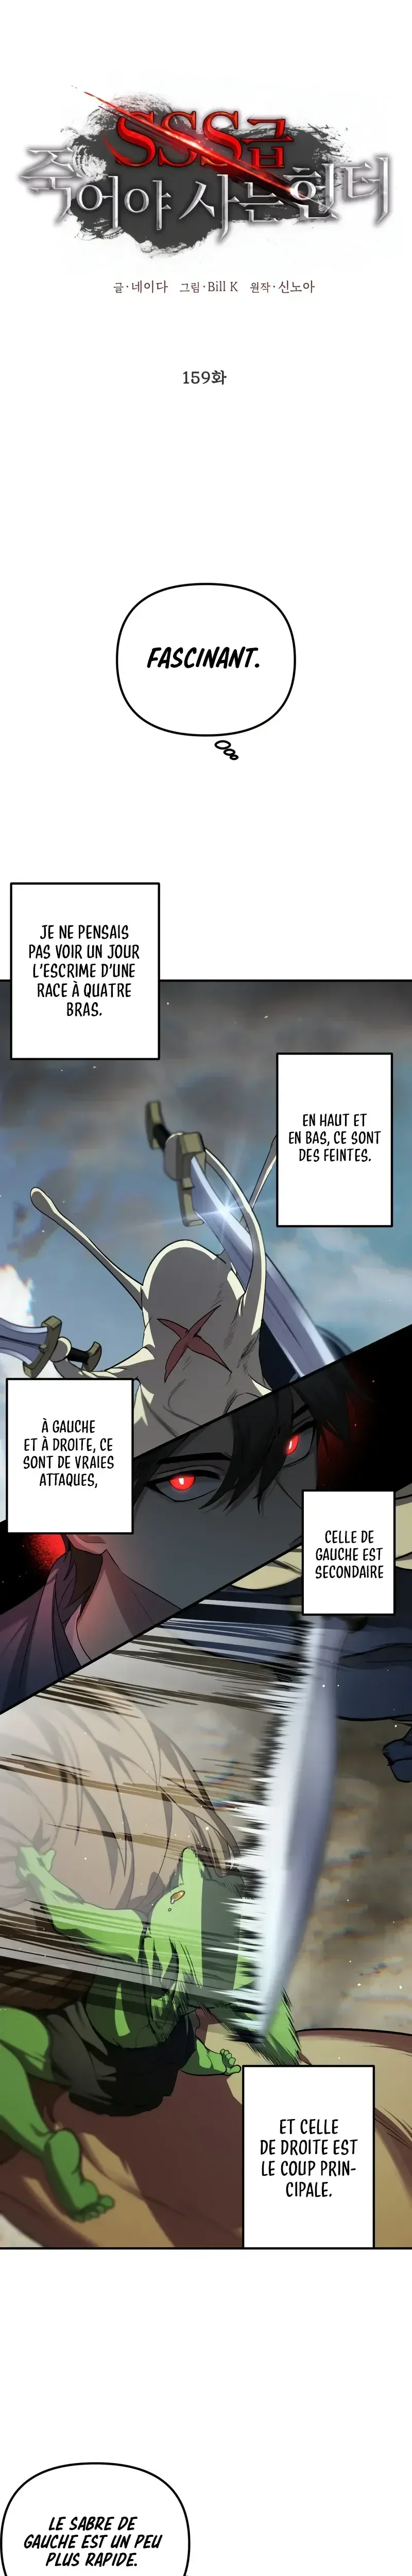 SSS급
죽어야 사는 헌터
글·네이다 그림·Bill K 원작·신노아
159화
FASCINANT.
JE NE PENSAIS
PAS VOIR UN JOUR
L'ESCRIME D'UNE
RACE À QUATRE
BRAS.
EN HAUT ET
EN BAS, CE SONT
DES FEINTES.
À GAUCHE
ET À DROITE, CE
SONT DE VRAIES
ATTAQUES,
CELLE DE
GAUCHE EST
SECONDAIRE
ET CELLE
DE DROITE EST
LE COUP PRIN-
CIPALE.
LE SABRE DE
GAUCHE EST UN PEU
PLUS RAPIDE.